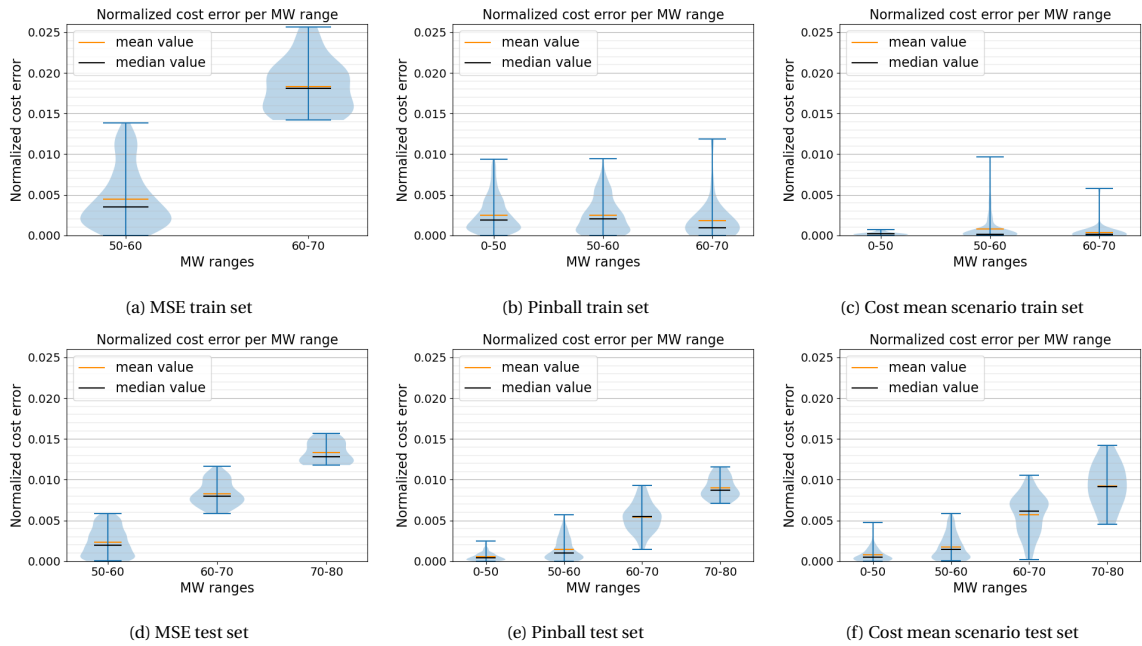 Normalized cost error per MW range
Normalized cost error
0.025
0.020
0.015
0.010
0.005
0.000
mean value
median value
50-60
60-70
MW ranges
(a) MSE train set
Normalized cost error per MW range
Normalized cost error
0.025
0.020
0.015
0.010
0.005
0.000
mean value
median value
0-50
50-60
60-70
MW ranges
(b) Pinball train set
Normalized cost error per MW range
Normalized cost error
0.025
0.020
0.015
0.010
0.005
0.000
mean value
median value
0-50
50-60
60-70
MW ranges
(c) Cost mean scenario train set
Normalized cost error per MW range
Normalized cost error
0.025
0.020
0.015
0.010
0.005
0.000
mean value
median value
50-60
60-70
70-80
MW ranges
(d) MSE test set
Normalized cost error per MW range
Normalized cost error
0.025
0.020
0.015
0.010
0.005
0.000
mean value
median value
0-50
50-60
60-70
70-80
MW ranges
(e) Pinball test set
Normalized cost error per MW range
Normalized cost error
0.025
0.020
0.015
0.010
0.005
0.000
mean value
median value
0-50
50-60
60-70
70-80
MW ranges
(f) Cost mean scenario test set